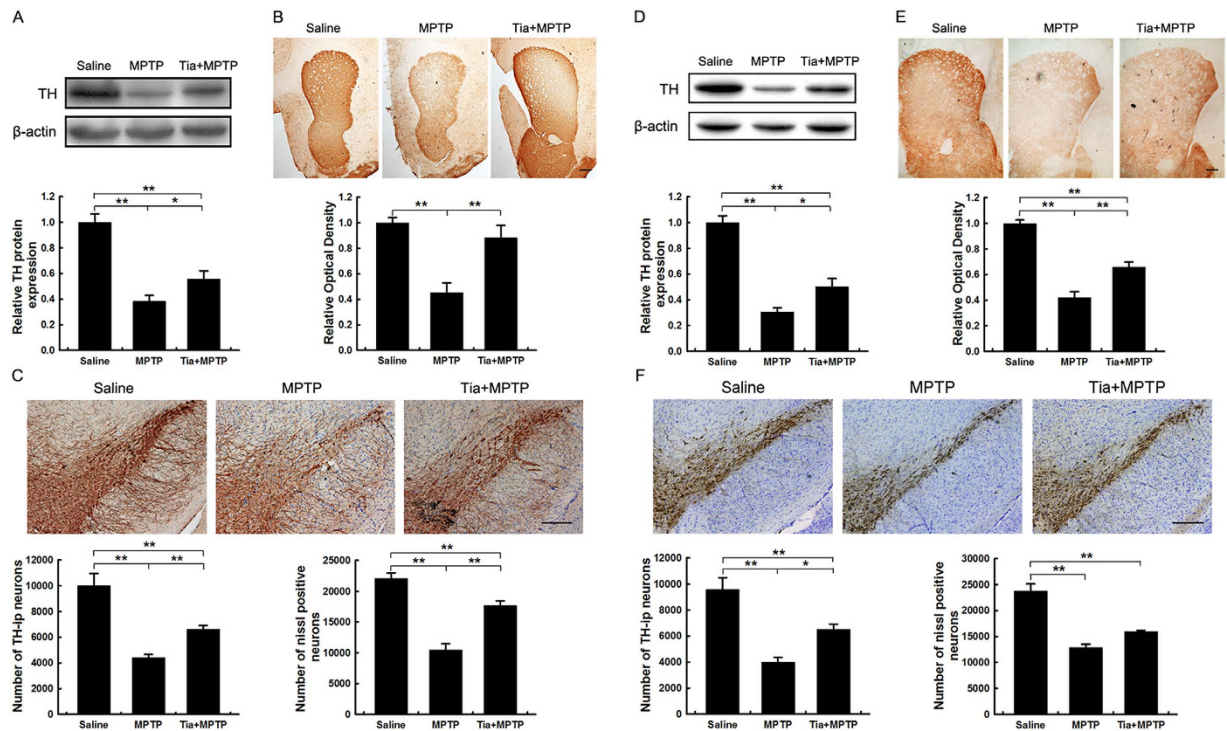 A
Saline MPTP Tia+MPTP
TH
β-actin
Relative TH protein
expression
1.2
1.0
0.8
0.6
0.4
0.2
0.0
**
** *
Saline MPTP Tia+MPTP
B
Saline MPTP Tia+MPTP
Relative Optical Density
1.2
1.0
0.8
0.6
0.4
0.2
0.0
** **
Saline MPTP Tia+MPTP
C
Saline MPTP Tia+MPTP
Number of TH-ip neurons
12000
10000
8000
6000
4000
2000
0
**
** **
Saline MPTP Tia+MPTP
Number of nissl positive
neurons
25000
20000
15000
10000
5000
0
**
** **
Saline MPTP Tia+MPTP
D
Saline MPTP Tia+MPTP
TH
β-actin
Relative TH protein
expression
1.2
1.0
0.8
0.6
0.4
0.2
0.0
**
** *
Saline MPTP Tia+MPTP
E
Saline MPTP Tia+MPTP
Relative Optical Density
1.2
1.0
0.8
0.6
0.4
0.2
0.0
**
** **
Saline MPTP Tia+MPTP
F
Saline MPTP Tia+MPTP
Number of TH-ip neurons
12000
10000
8000
6000
4000
2000
0
**
** *
Saline MPTP Tia+MPTP
Number of nissl positive
neurons
30000
25000
20000
15000
10000
5000
0
**
**
Saline MPTP Tia+MPTP